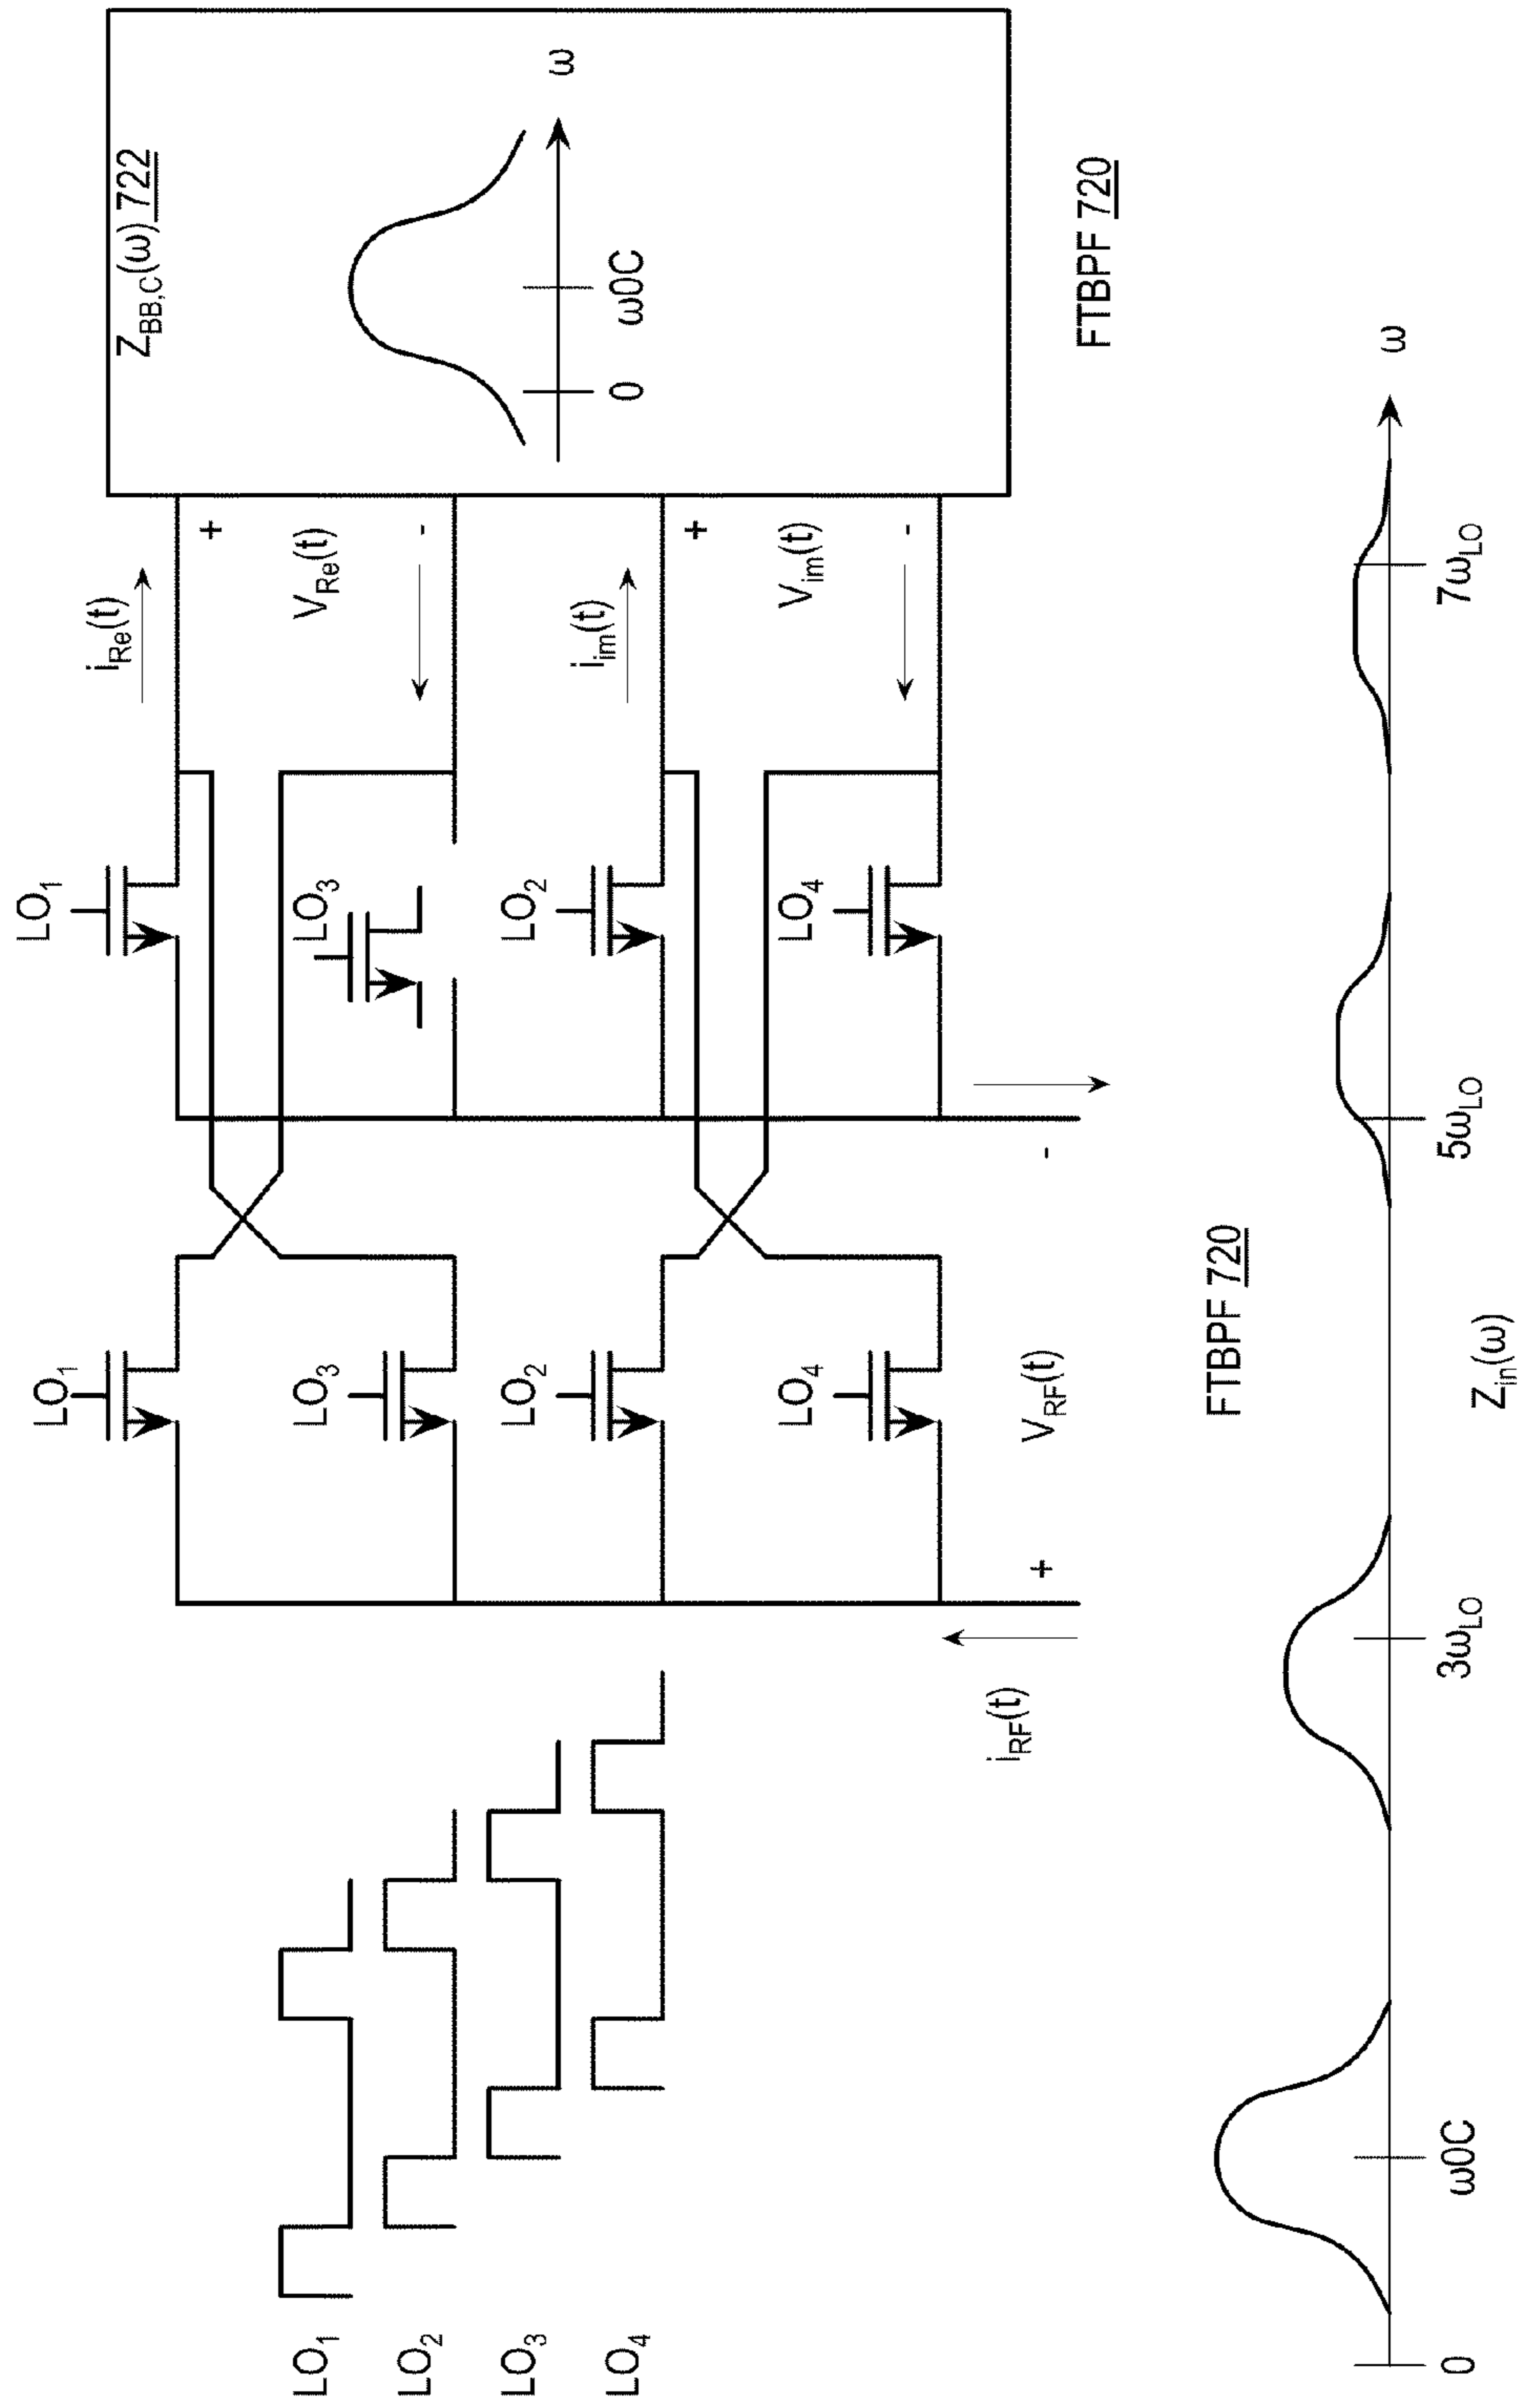 LO₁
LO₂
LO₃
LO₄
LO₁
LO₃
LO₂
LO₄
LO₁
LO₃
LO₂
LO₄
iRe(t)
+
VRe(t)
-
iim(t)
+
Vim(t)
-
ZBB,C(ω) 722
0
ω0C
ω
iRF(t)
+
VRF(t)
-
FTBPF 720
FTBPF 720
0
ω0C
3ωLO
5ωLO
7ωLO
ω
Zin(ω)